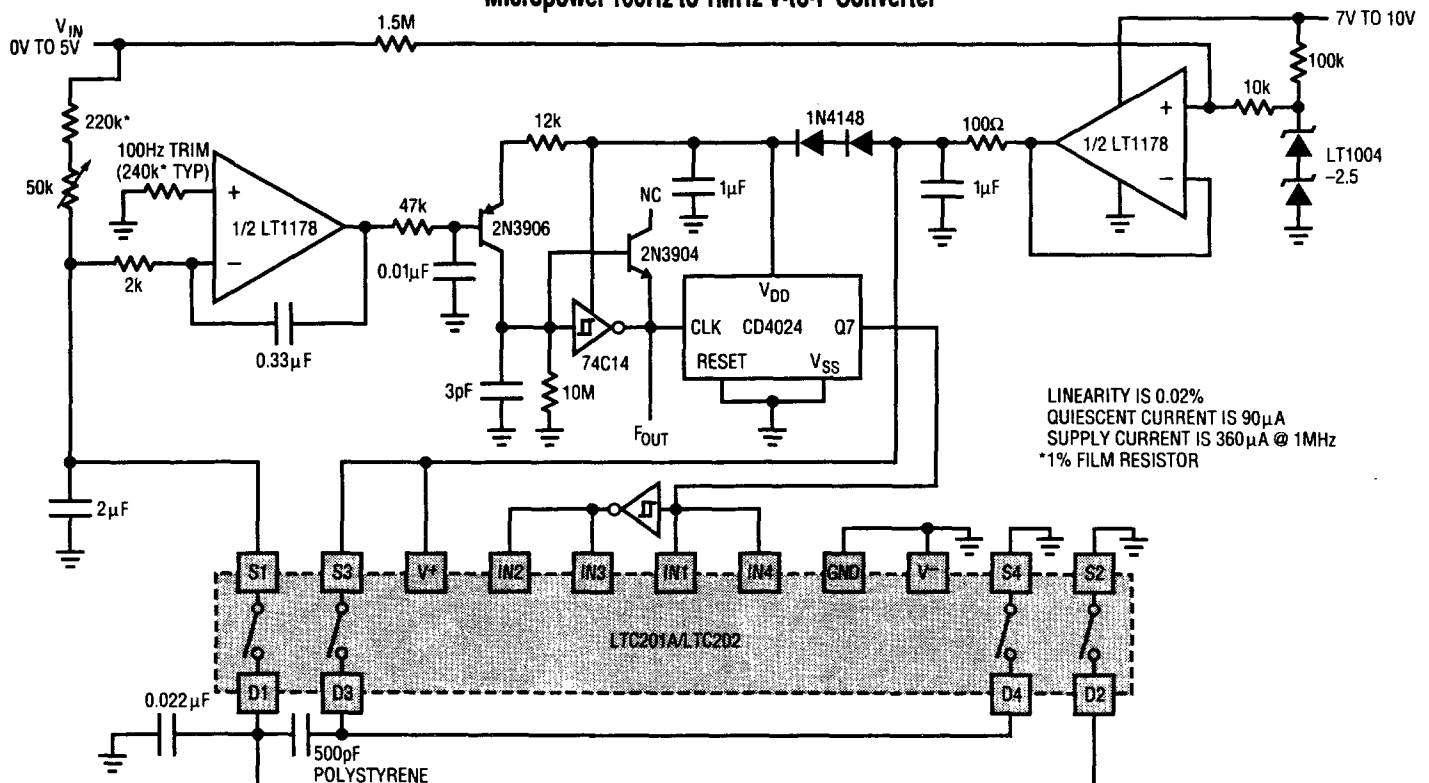 Micropower 100Hz to 1MHz V-to-F Converter
VIN
0V TO 5V
1.5M
7V TO 10V
100k
10k
220k*
12k
1N4148
100Ω
+
1/2 LT1178
−
LT1004
−2.5
100Hz TRIM
(240k* TYP)
50k
+
1/2 LT1178
−
47k
2N3906
1µF
NC
1µF
2N3904
2k
0.01µF
0.33µF
VDD
CLK CD4024 Q7
RESET VSS
74C14
3pF
10M
FOUT
LINEARITY IS 0.02%
QUIESCENT CURRENT IS 90µA
SUPPLY CURRENT IS 360µA @ 1MHz
*1% FILM RESISTOR
2µF
S1 S3 V+ IN2 IN3 IN1 IN4 GND V− S4 S2
LTC201A/LTC202
D1 D3 D4 D2
0.022µF
500pF
POLYSTYRENE